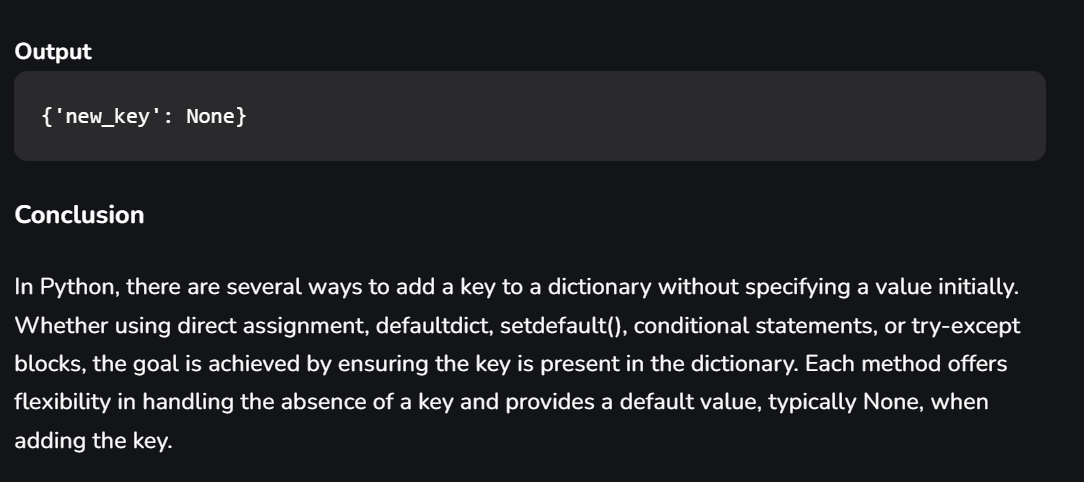 Output
{'new_key': None}
Conclusion
In Python, there are several ways to add a key to a dictionary without specifying a value initially.
Whether using direct assignment, defaultdict, setdefault(), conditional statements, or try-except
blocks, the goal is achieved by ensuring the key is present in the dictionary. Each method offers
flexibility in handling the absence of a key and provides a default value, typically None, when
adding the key.